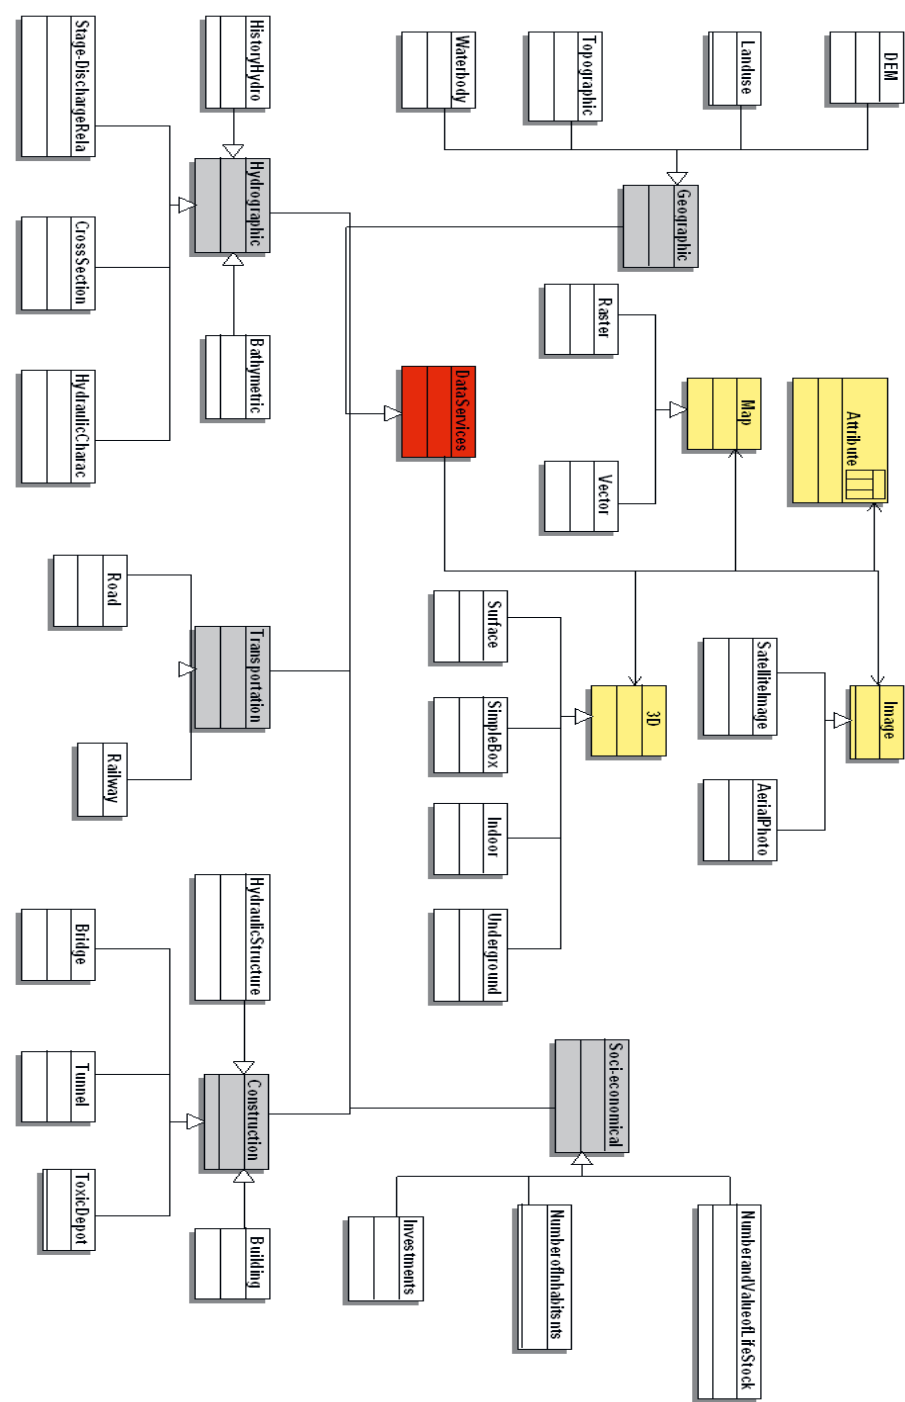 DEM
Image
Attribute
Landuse
Map
SatelliteImage
AerialPhoto
NumberandValueofLifeStock
Geographic
3D
Topographic
Raster
Vector
Soci-economical
NumberofInhabitsnts
Waterbody
DataServices
Surface
SimpleBox
Indoor
Underground
Investments
HistoryHydro
Hydrographic
Bathymetric
Transportation
HydraulicStructure
Construction
Building
Stage-DischargeRela
CrossSection
HydraulicCharac
Road
Railway
Bridge
Tunnel
ToxicDepot